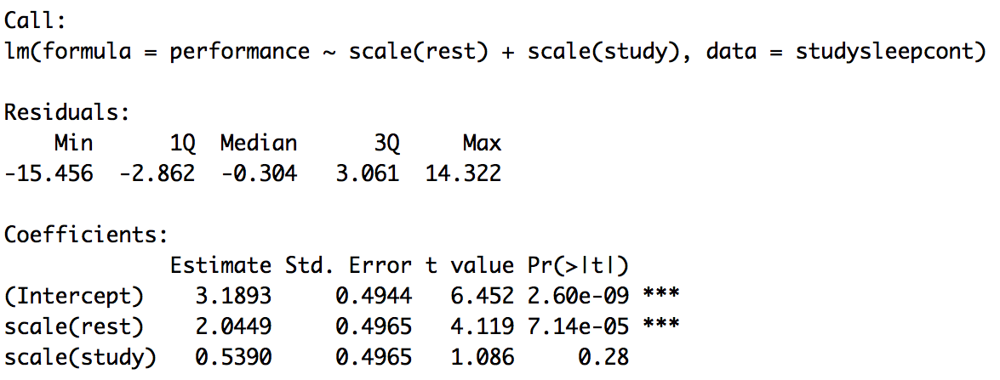 Call:
lm(formula = performance ~ scale(rest) + scale(study), data = studysleepcont)
Residuals:
Min 1Q Median 3Q Max
-15.456 -2.862 -0.304 3.061 14.322
Coefficients:
Estimate Std. Error t value Pr(>|t|)
(Intercept) 3.1893 0.4944 6.452 2.60e-09 ***
scale(rest) 2.0449 0.4965 4.119 7.14e-05 ***
scale(study) 0.5390 0.4965 1.086 0.28